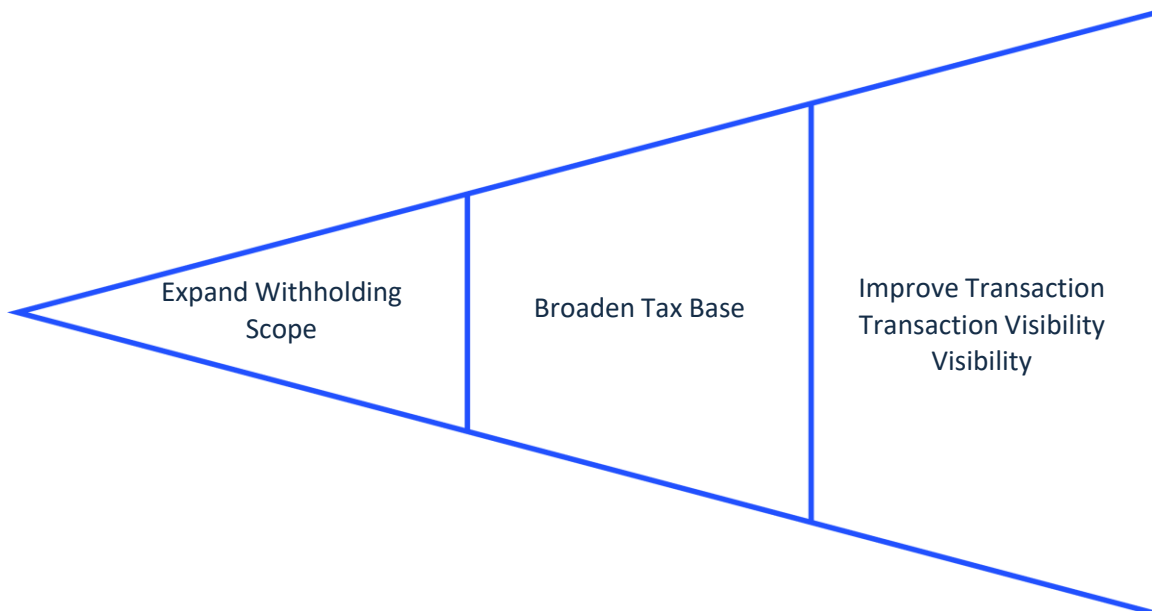 Expand Withholding
Scope
Broaden Tax Base
Improve Transaction
Transaction Visibility
Visibility